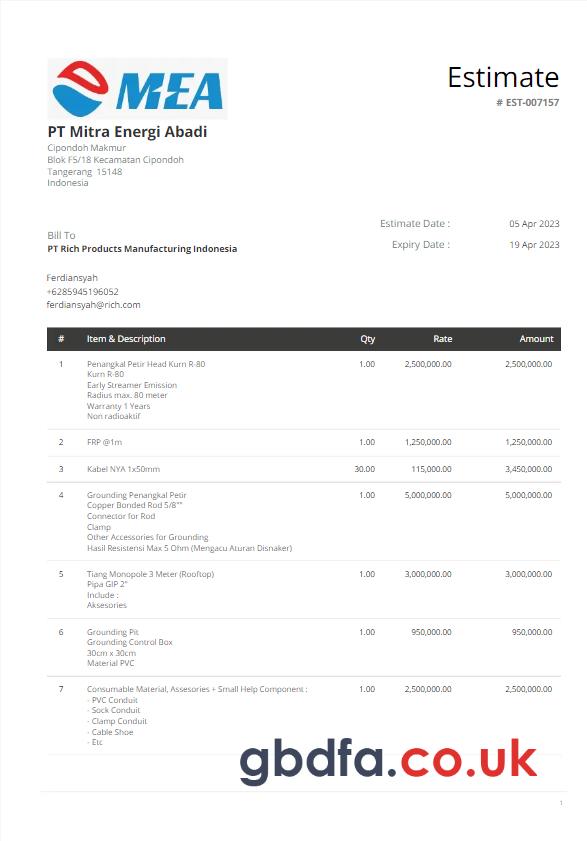 MEA
Estimate
# EST-007157
PT Mitra Energi Abadi
Cipondoh Makmur
Blok F5/18 Kecamatan Cipondoh
Tangerang 15148
Indonesia
Estimate Date : 05 Apr 2023
Bill To
PT Rich Products Manufacturing Indonesia
Expiry Date : 19 Apr 2023
Ferdiansyah
+6285945196052
ferdiansyah@rich.com
# Item & Description Qty Rate Amount
1 Penangkal Petir Head Kurn R-80 1.00 2,500,000.00 2,500,000.00
Kurn R-80
Early Streamer Emission
Radius max. 80 meter
Warranty 1 Years
Non radioaktif
2 FRP @1m 1.00 1,250,000.00 1,250,000.00
3 Kabel NYA 1x50mm 30.00 115,000.00 3,450,000.00
4 Grounding Penangkal Petir 1.00 5,000,000.00 5,000,000.00
Copper Bonded Rod 5/8""
Connector for Rod
Clamp
Other Accessories for Grounding
Hasil Resistensi Max 5 Ohm (Mengacu Aturan Disnaker)
5 Tiang Monopole 3 Meter (Rooftop) 1.00 3,000,000.00 3,000,000.00
Pipa GIP 2"
Include :
Aksesories
6 Grounding Pit 1.00 950,000.00 950,000.00
Grounding Control Box
30cm x 30cm
Material PVC
7 Consumable Material, Assesories + Small Help Component : 1.00 2,500,000.00 2,500,000.00
- PVC Conduit
- Sock Conduit
- Clamp Conduit
- Cable Shoe
- Etc
gbdfa.co.uk
1